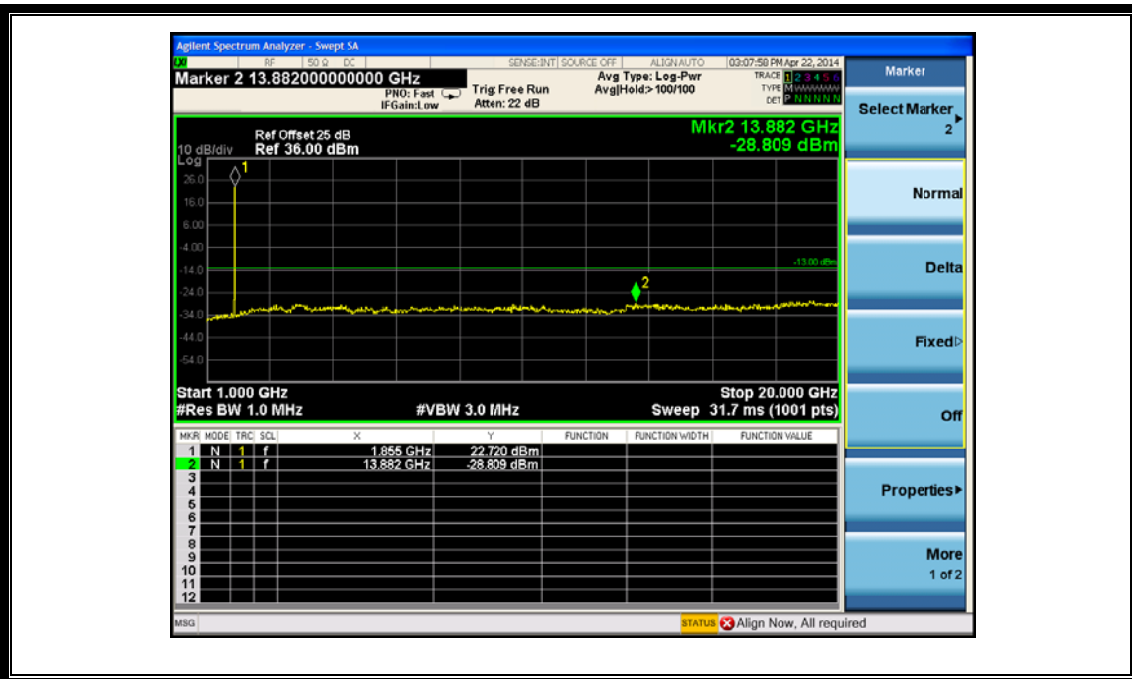 Agilent Spectrum Analyzer - Swept SA
LXI RF 50 Ω DC SENSE:INT SOURCE OFF ALIGN AUTO 03:07:58 PM Apr 22, 2014
Marker 2 13.882000000000 GHz
PNO: Fast
IFGain:Low
Trig Free Run
Atten: 22 dB
Avg Type: Log-Pwr
Avg|Hold:>100/100
TRACE 1 2 3 4 5 6
TYPE M WWWWW
DET P N N N N N
Mkr2 13.882 GHz
-28.809 dBm
Ref Offset 25 dB
10 dB/div Ref 36.00 dBm
Log
26.0
16.0
6.00
-4.00
-14.0
-24.0
-34.0
-44.0
-54.0
1
2
-13.00 dBm
Start 1.000 GHz Stop 20.000 GHz
#Res BW 1.0 MHz #VBW 3.0 MHz Sweep 31.7 ms (1001 pts)
MKR MODE TRC SCL X Y FUNCTION FUNCTION WIDTH FUNCTION VALUE
1 N 1 f 1.855 GHz 22.720 dBm
2 N 1 f 13.882 GHz -28.809 dBm
3
4
5
6
7
8
9
10
11
12
MSG STATUS Align Now, All required
Marker
Select Marker
2
Normal
Delta
Fixed
Off
Properties
More
1 of 2